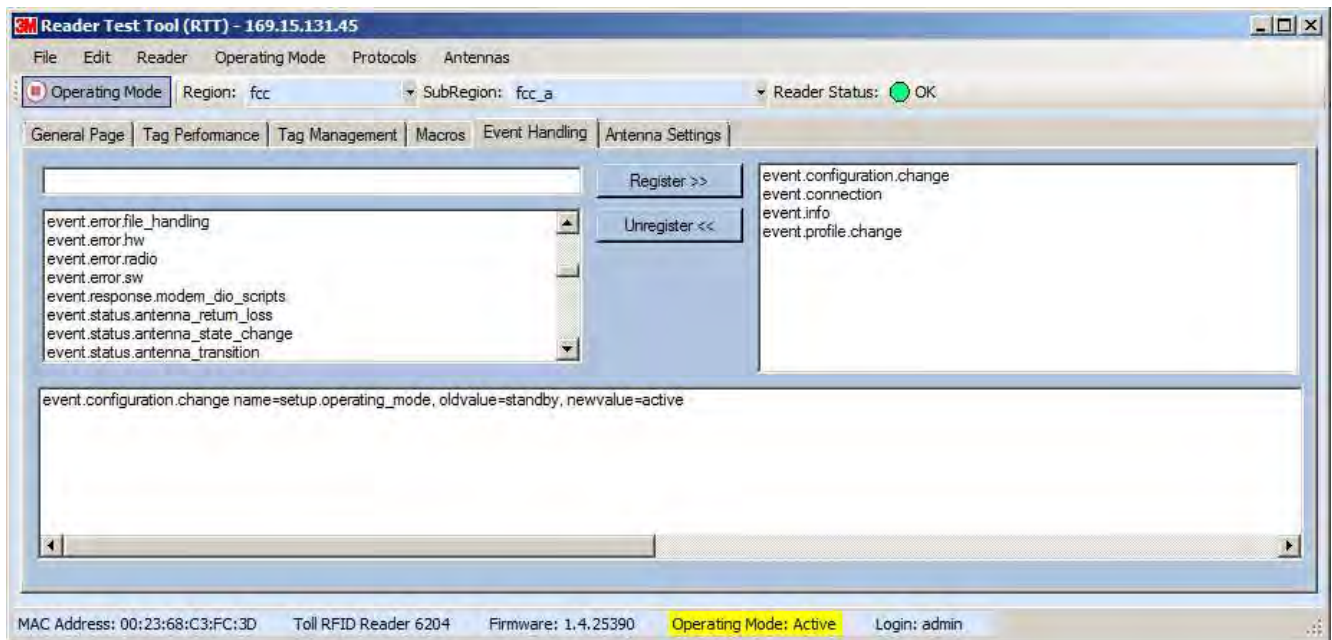 3M Reader Test Tool (RTT) - 169.15.131.45
File Edit Reader Operating Mode Protocols Antennas
Operating Mode Region: fcc SubRegion: fcc_a Reader Status: OK
General Page Tag Perfomance Tag Management Macros Event Handling Antenna Settings
Register >>
Unregister <<
event.error.file_handling
event.error.hw
event.error.radio
event.error.sw
event.response.modem_dio_scripts
event.status.antenna_return_loss
event.status.antenna_state_change
event.status.antenna_transition
event.configuration.change
event.connection
event.info
event.profile.change
event.configuration.change name=setup.operating_mode, oldvalue=standby, newvalue=active
MAC Address: 00:23:68:C3:FC:3D Toll RFID Reader 6204 Firmware: 1.4.25390 Operating Mode: Active Login: admin